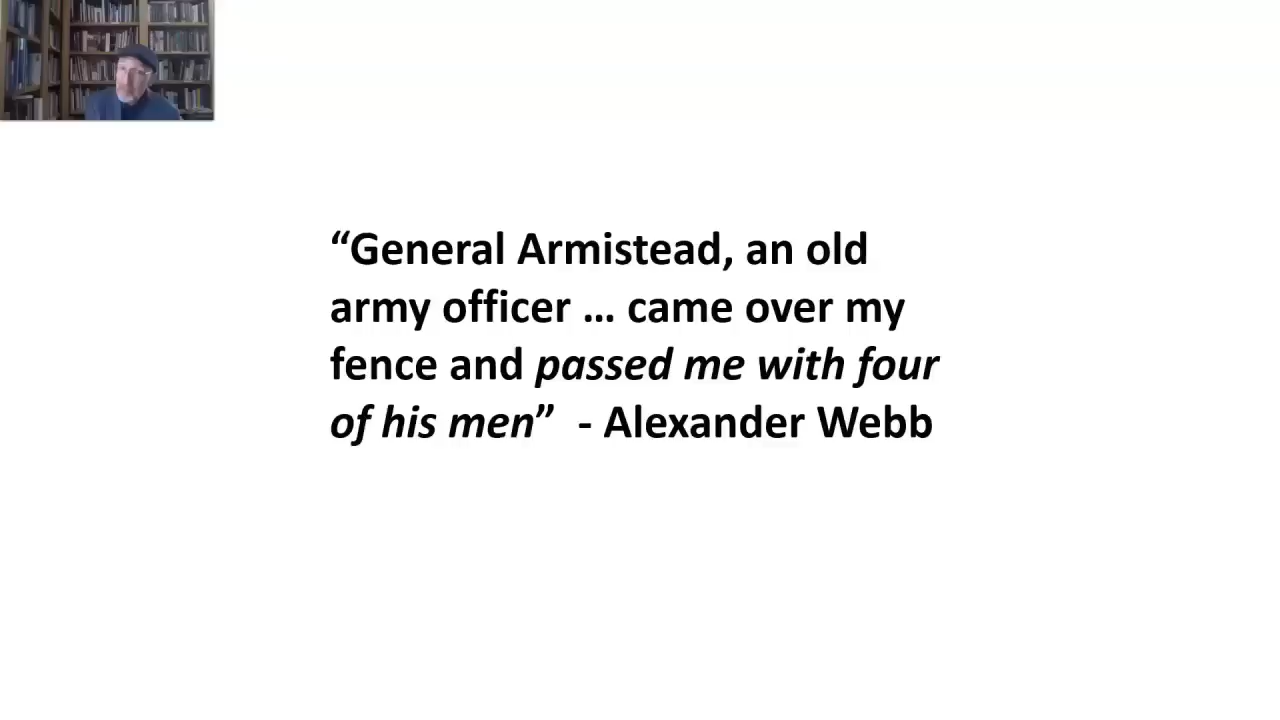 “General Armistead, an old
army officer … came over my
fence and passed me with four
of his men”  - Alexander Webb